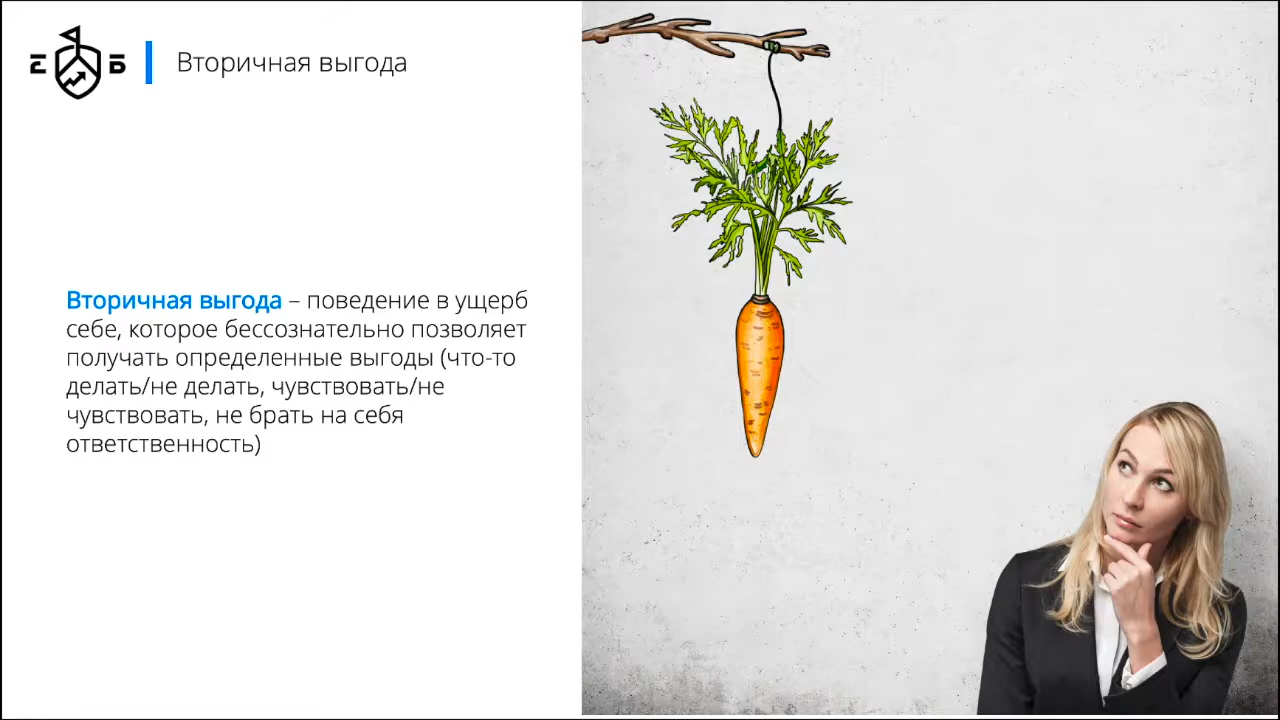 Є Б
Вторичная выгода
Вторичная выгода – поведение в ущерб
себе, которое бессознательно позволяет
получать определенные выгоды (что-то
делать/не делать, чувствовать/не
чувствовать, не брать на себя
ответственность)